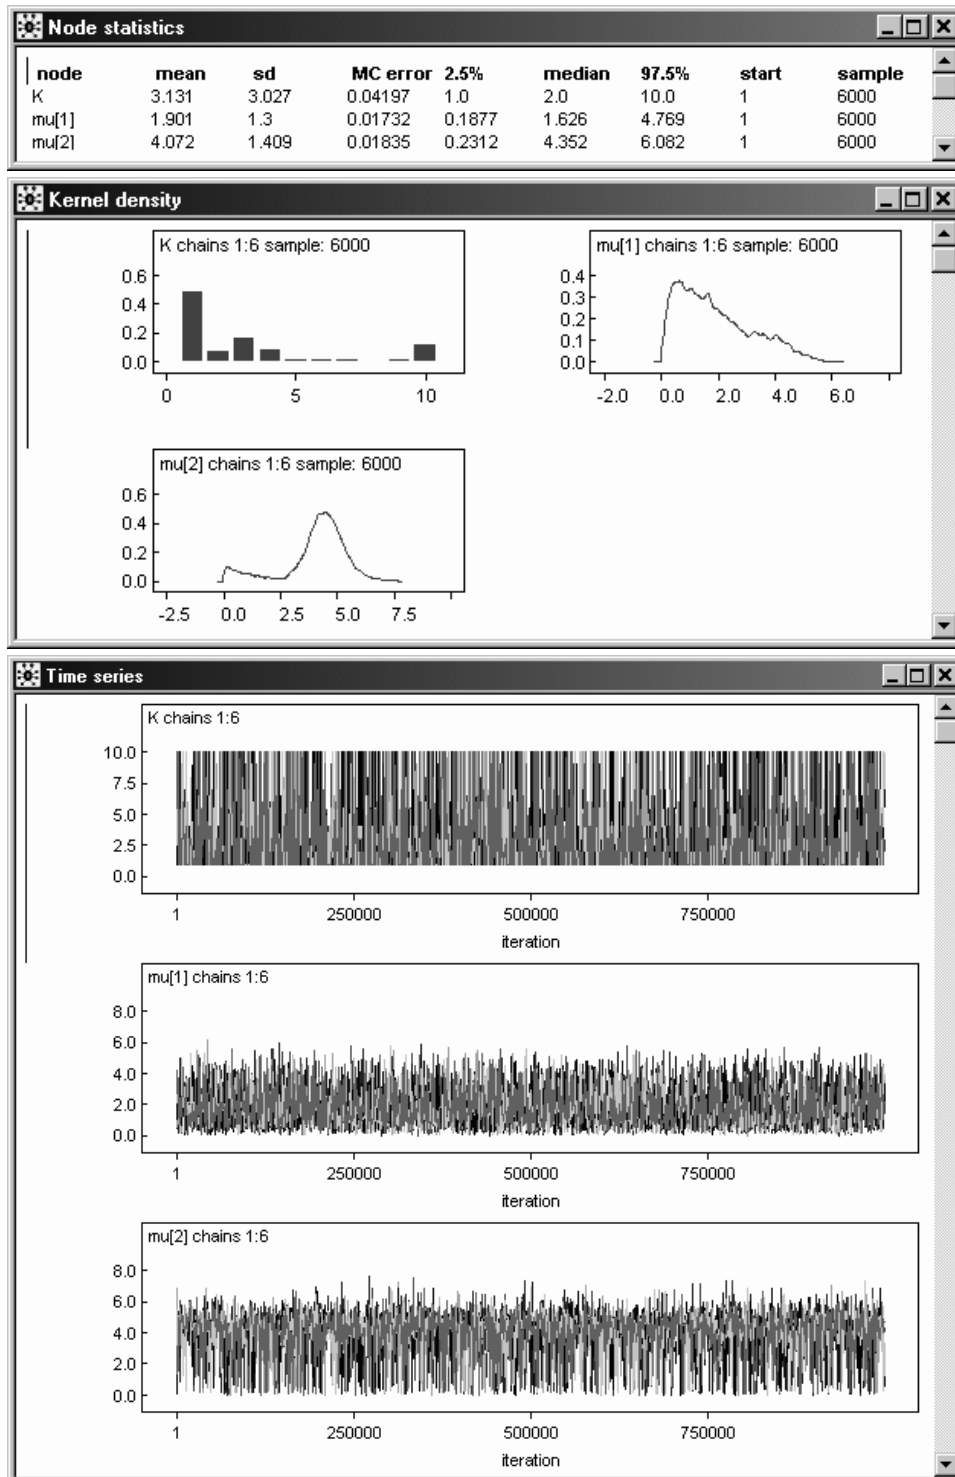 Node statistics
node mean sd MC error 2.5% median 97.5% start sample
K 3.131 3.027 0.04197 1.0 2.0 10.0 1 6000
mu[1] 1.901 1.3 0.01732 0.1877 1.626 4.769 1 6000
mu[2] 4.072 1.409 0.01835 0.2312 4.352 6.082 1 6000
Kernel density
K chains 1:6 sample: 6000
0.6
0.4
0.2
0.0
0 5 10
mu[1] chains 1:6 sample: 6000
0.4
0.3
0.2
0.1
0.0
-2.0 0.0 2.0 4.0 6.0
mu[2] chains 1:6 sample: 6000
0.6
0.4
0.2
0.0
-2.5 0.0 2.5 5.0 7.5
Time series
K chains 1:6
10.0
7.5
5.0
2.5
0.0
1 250000 500000 750000
iteration
mu[1] chains 1:6
8.0
6.0
4.0
2.0
0.0
1 250000 500000 750000
iteration
mu[2] chains 1:6
8.0
6.0
4.0
2.0
0.0
1 250000 500000 750000
iteration